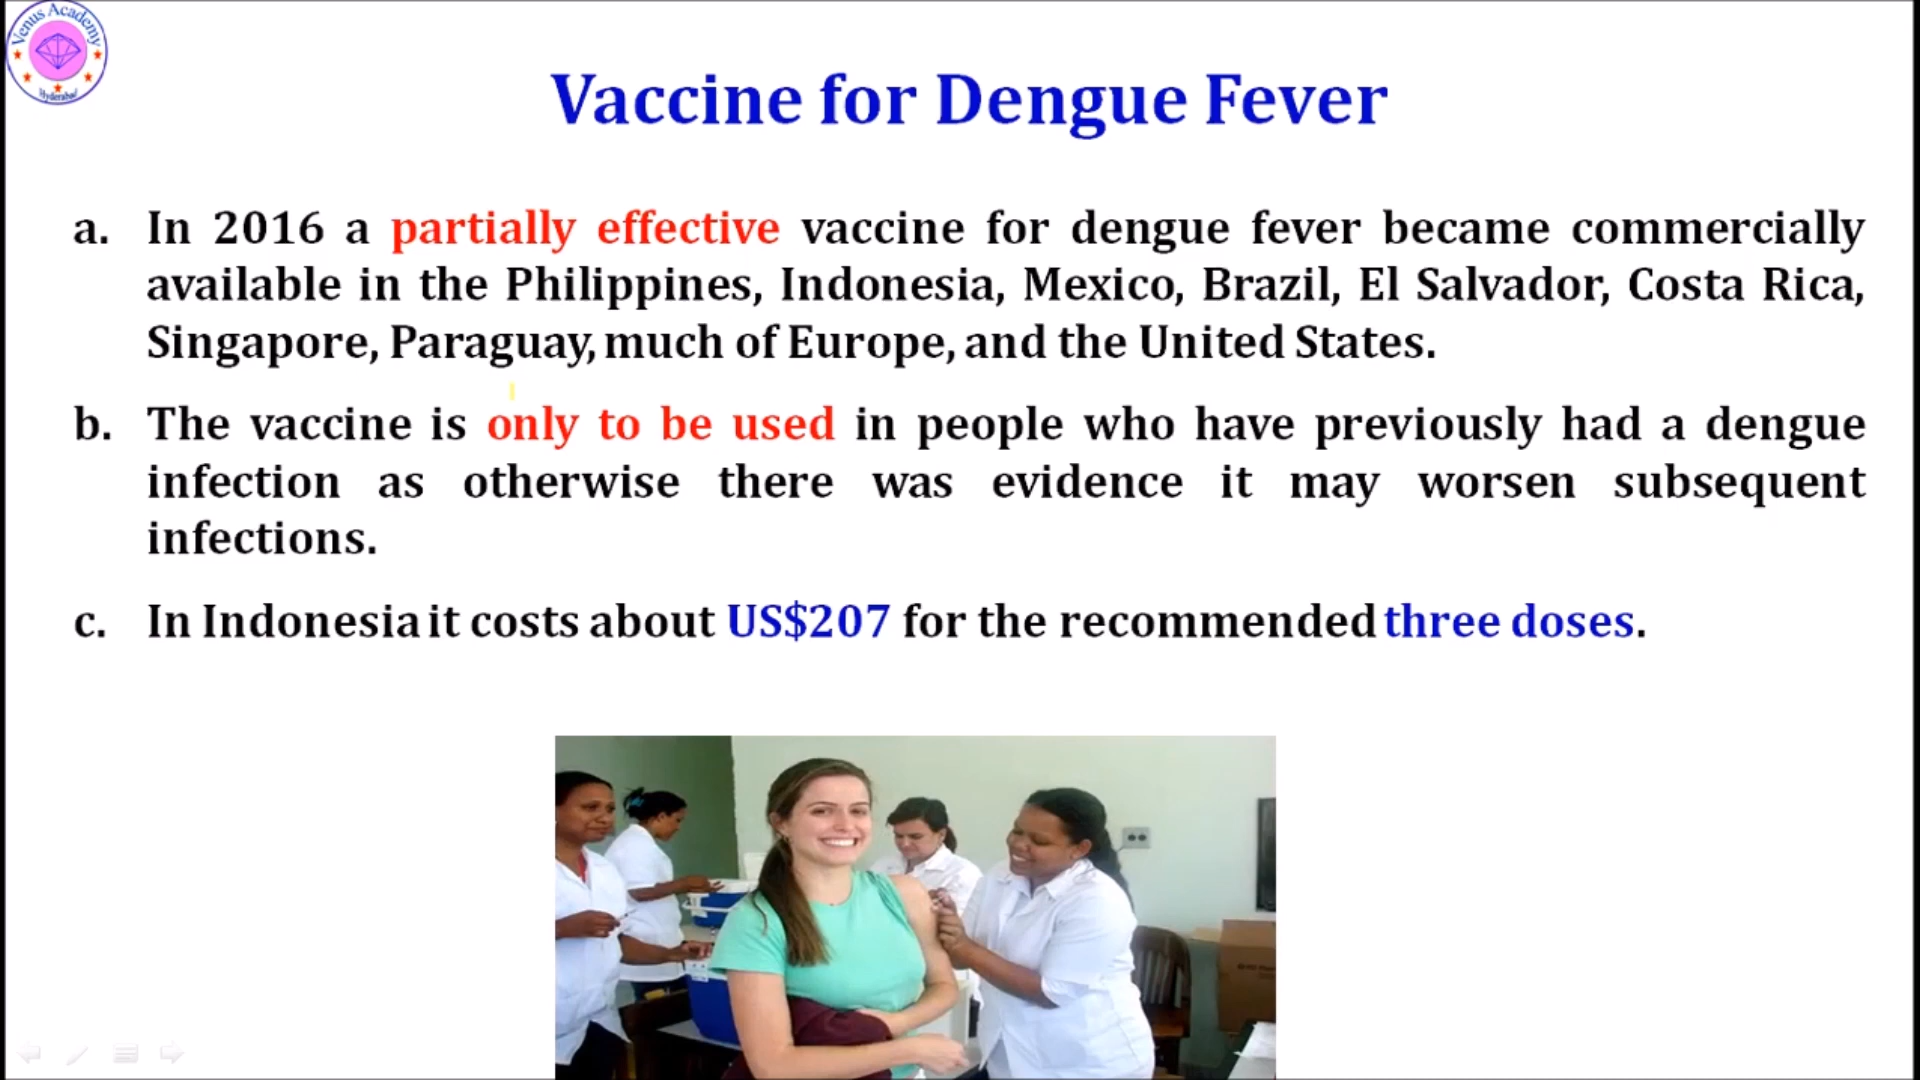 Venus Academy
Hyderabad
Vaccine for Dengue Fever
a. In 2016 a partially effective vaccine for dengue fever became commercially
available in the Philippines, Indonesia, Mexico, Brazil, El Salvador, Costa Rica,
Singapore, Paraguay, much of Europe, and the United States.
b. The vaccine is only to be used in people who have previously had a dengue
infection as otherwise there was evidence it may worsen subsequent
infections.
c. In Indonesia it costs about US$207 for the recommended three doses.